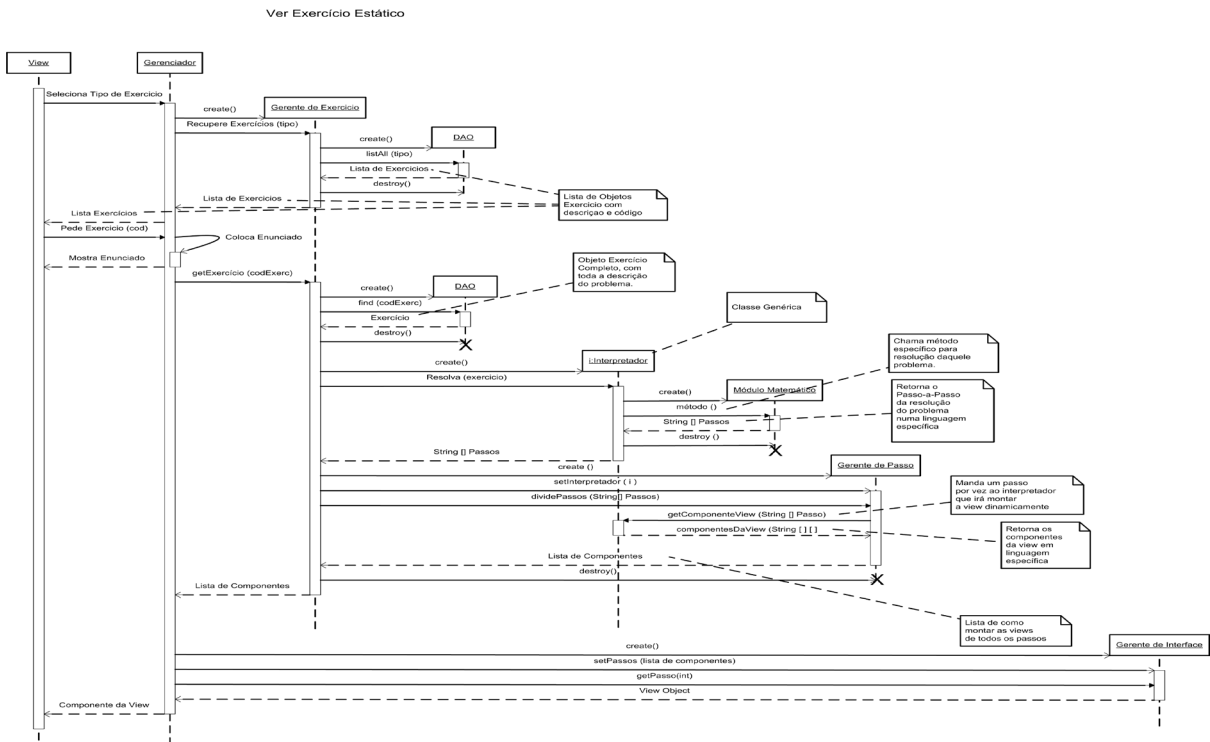 Ver Exercício Estático
View
Gerenciador
Seleciona Tipo de Exercicio
create()
Gerente de Exercicio
Recupere Exercícios (tipo)
create()
DAO
listAll (tipo)
Lista de Exercicios
destroy()
Lista de Objetos
Exercicio com
descriçao e código
Lista de Exercicios
Lista Exercícios
Pede Exercicio (cod)
Coloca Enunciado
Mostra Enunciado
Objeto Exercício
Completo, com
toda a descrição
do problema.
getExercício (codExerc)
create()
DAO
find (codExerc)
Exercício
destroy()
Classe Genérica
create()
i:Interpretador
Chama método
específico para
resolução daquele
problema.
Resolva (exercicio)
create()
Módulo Matemático
método ()
String [] Passos
destroy ()
Retorna o
Passo-a-Passo
da resolução
do problema
numa linguagem
específica
String [] Passos
create ()
Gerente de Passo
setInterpretador ( i )
dividePassos (String[] Passos)
Manda um passo
por vez ao interpretador
que irá montar
a view dinamicamente
getComponenteView (String [] Passo)
componentesDaView (String [ ] [ ]
Retorna os
componentes
da view em
linguagem
específica
Lista de Componentes
destroy()
Lista de Componentes
Lista de como
montar as views
de todos os passos
create()
Gerente de Interface
setPassos (lista de componentes)
getPasso(int)
View Object
Componente da View